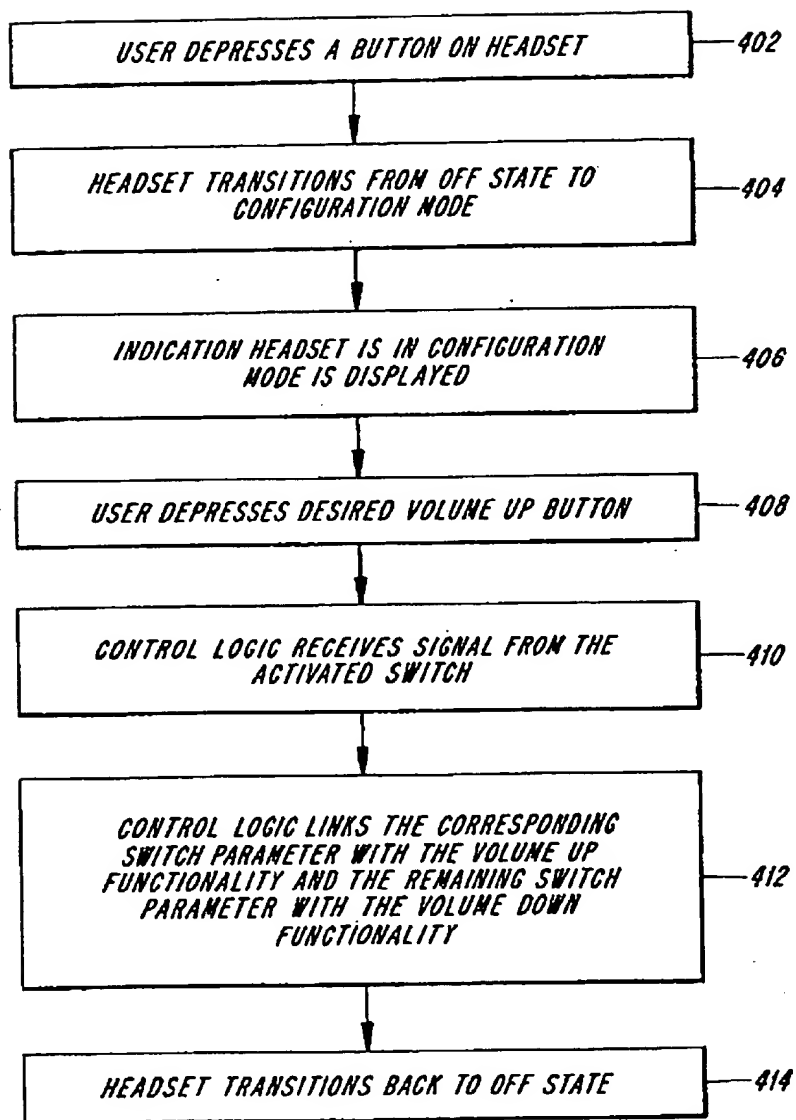 USER DEPRESSES A BUTTON ON HEADSET
402
HEADSET TRANSITIONS FROM OFF STATE TO
CONFIGURATION MODE
404
INDICATION HEADSET IS IN CONFIGURATION
MODE IS DISPLAYED
406
USER DEPRESSES DESIRED VOLUME UP BUTTON
408
CONTROL LOGIC RECEIVES SIGNAL FROM THE
ACTIVATED SWITCH
410
CONTROL LOGIC LINKS THE CORRESPONDING
SWITCH PARAMETER WITH THE VOLUME UP
FUNCTIONALITY AND THE REMAINING SWITCH
PARAMETER WITH THE VOLUME DOWN
FUNCTIONALITY
412
HEADSET TRANSITIONS BACK TO OFF STATE
414